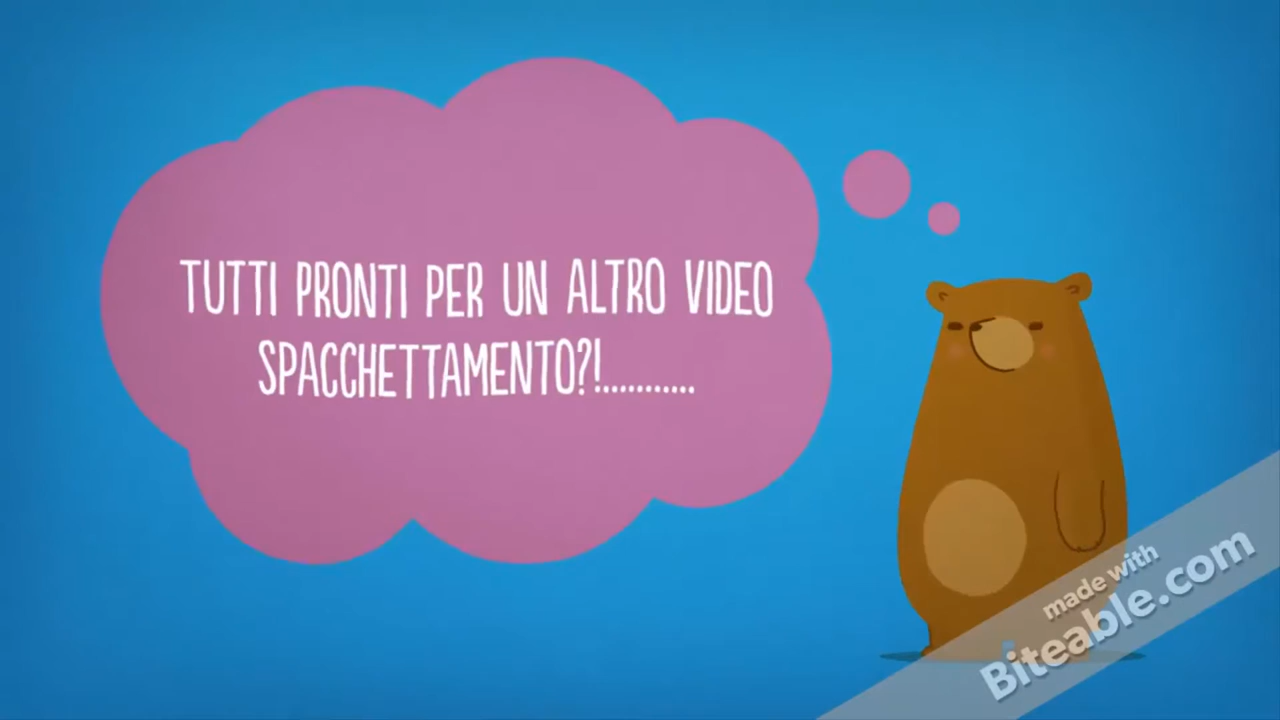 TUTTI PRONTI PER UN ALTRO VIDEO
SPACCHETTAMENTO?!...........
made with
Biteable.com